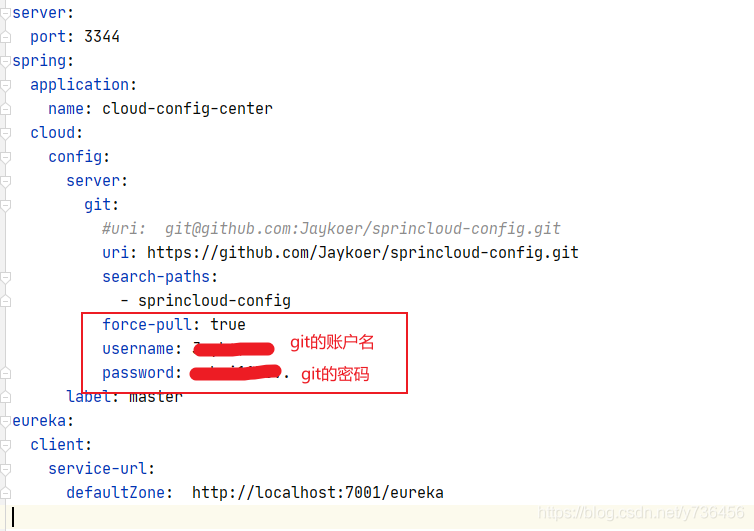 server:
port: 3344
spring:
application:
name: cloud-config-center
cloud:
config:
server:
git:
#uri: git@github.com:Jaykoer/sprincloud-config.git
uri: https://github.com/Jaykoer/sprincloud-config.git
search-paths:
- sprincloud-config
force-pull: true
username: git的账户名
password: git的密码
label: master
eureka:
client:
service-url:
defaultZone: http://localhost:7001/eureka
https://blog.csdn.net/y736456